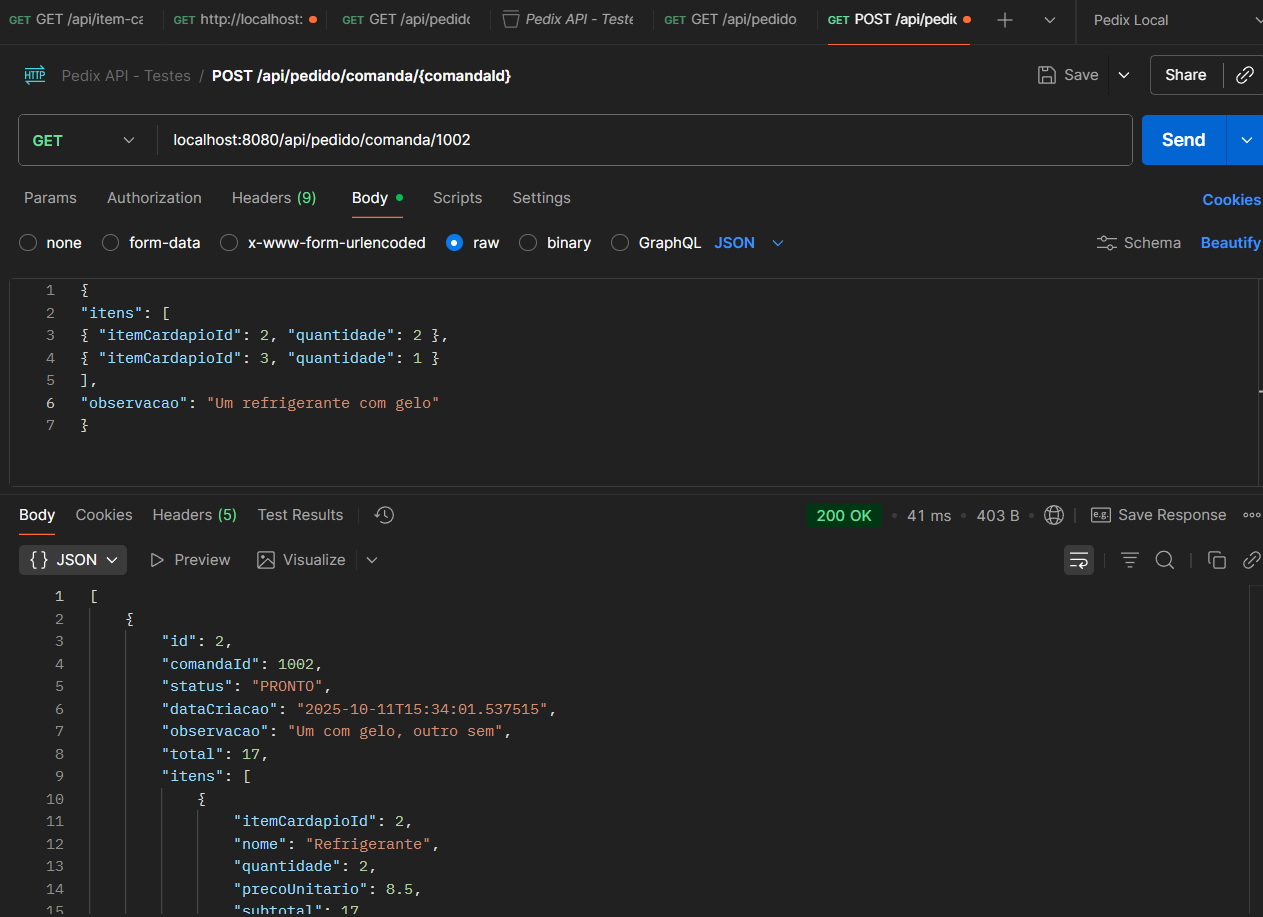 GET GET /api/item-ca GET http://localhost: GET GET /api/pedido Pedix API - Teste GET GET /api/pedido GET POST /api/pedic Pedix Local
HTTP Pedix API - Testes / POST /api/pedido/comanda/{comandaId} Save Share
GET localhost:8080/api/pedido/comanda/1002 Send
Params Authorization Headers (9) Body Scripts Settings Cookies
none form-data x-www-form-urlencoded raw binary GraphQL JSON Schema Beautify
1 {
2 "itens": [
3 { "itemCardapioId": 2, "quantidade": 2 },
4 { "itemCardapioId": 3, "quantidade": 1 }
5 ],
6 "observacao": "Um refrigerante com gelo"
7 }
Body Cookies Headers (5) Test Results 200 OK • 41 ms • 403 B • e.g. Save Response
{} JSON Preview Visualize
1 [
2 {
3 "id": 2,
4 "comandaId": 1002,
5 "status": "PRONTO",
6 "dataCriacao": "2025-10-11T15:34:01.537515",
7 "observacao": "Um com gelo, outro sem",
8 "total": 17,
9 "itens": [
10 {
11 "itemCardapioId": 2,
12 "nome": "Refrigerante",
13 "quantidade": 2,
14 "precoUnitario": 8.5,
15 "subtotal": 17